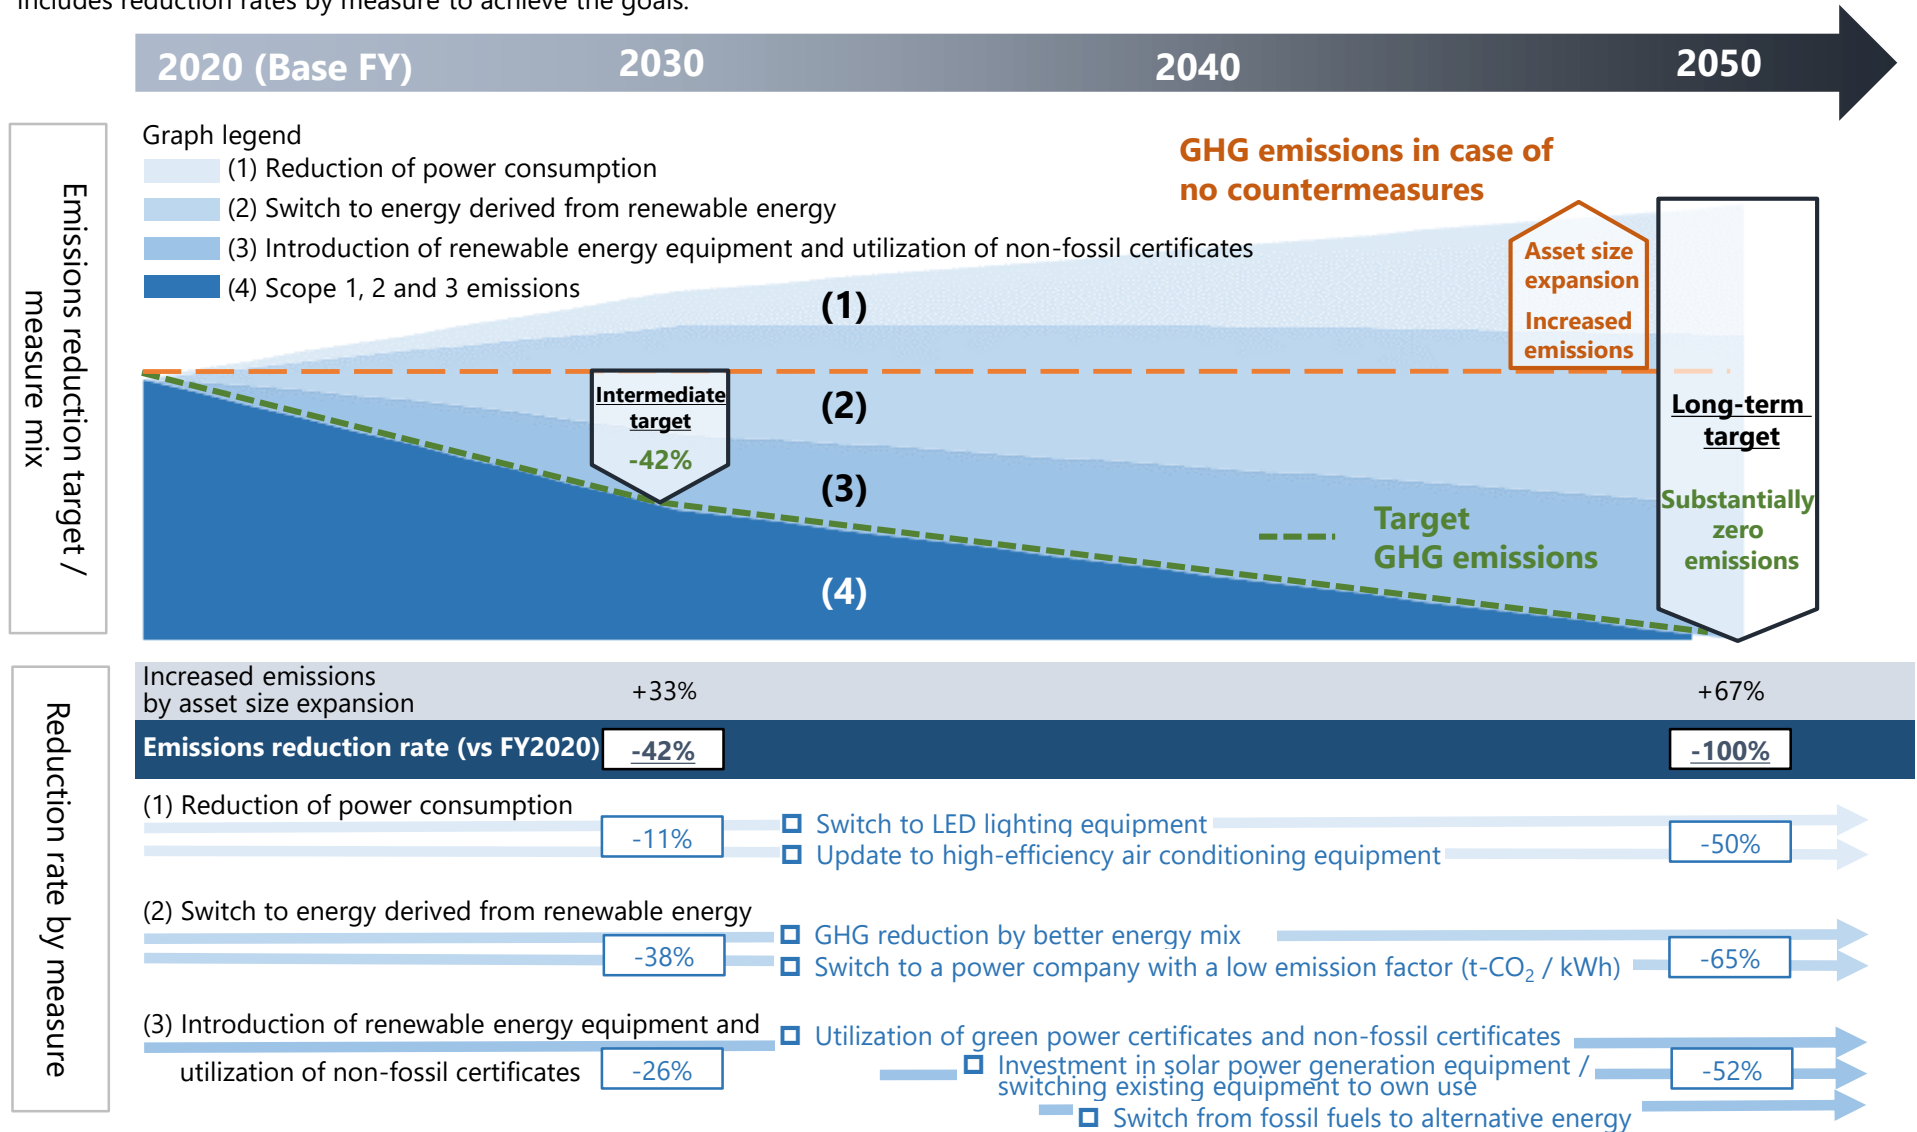 includes reduction rates by measure to achieve the goals.
2020 (Base FY)
2030
2040
2050
Emissions reduction target /
measure mix
Graph legend
(1) Reduction of power consumption
(2) Switch to energy derived from renewable energy
(3) Introduction of renewable energy equipment and utilization of non-fossil certificates
(4) Scope 1, 2 and 3 emissions
GHG emissions in case of
no countermeasures
Asset size
expansion
Increased
emissions
(1)
(2)
(3)
(4)
Intermediate
target
-42%
Long-term
target
Substantially
zero
emissions
Target
GHG emissions
Reduction rate by measure
Increased emissions
by asset size expansion
+33%
+67%
Emissions reduction rate (vs FY2020)
-42%
-100%
(1) Reduction of power consumption
-11%
Switch to LED lighting equipment
Update to high-efficiency air conditioning equipment
-50%
(2) Switch to energy derived from renewable energy
-38%
GHG reduction by better energy mix
Switch to a power company with a low emission factor (t-CO₂ / kWh)
-65%
(3) Introduction of renewable energy equipment and
utilization of non-fossil certificates
-26%
Utilization of green power certificates and non-fossil certificates
Investment in solar power generation equipment /
switching existing equipment to own use
Switch from fossil fuels to alternative energy
-52%